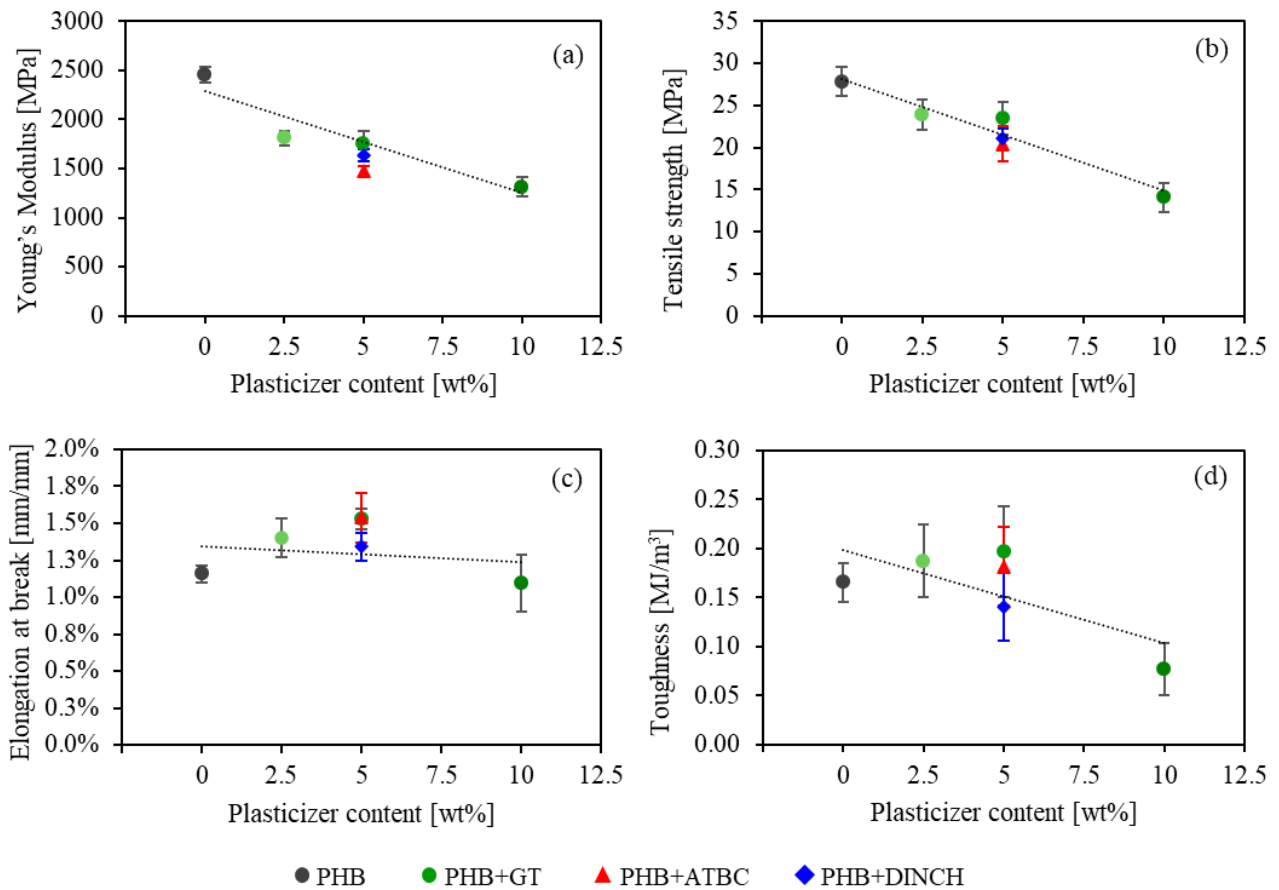 (a)
Young's Modulus [MPa]
3000
2500
2000
1500
1000
500
0
0 2.5 5 7.5 10 12.5
Plasticizer content [wt%]
(b)
Tensile strength [MPa]
35
30
25
20
15
10
5
0
0 2.5 5 7.5 10 12.5
Plasticizer content [wt%]
(c)
Elongation at break [mm/mm]
2.0%
1.8%
1.5%
1.3%
1.0%
0.8%
0.5%
0.3%
0.0%
0 2.5 5 7.5 10 12.5
Plasticizer content [wt%]
(d)
Toughness [MJ/m³]
0.30
0.25
0.20
0.15
0.10
0.05
0.00
0 2.5 5 7.5 10 12.5
Plasticizer content [wt%]
PHB PHB+GT PHB+ATBC PHB+DINCH